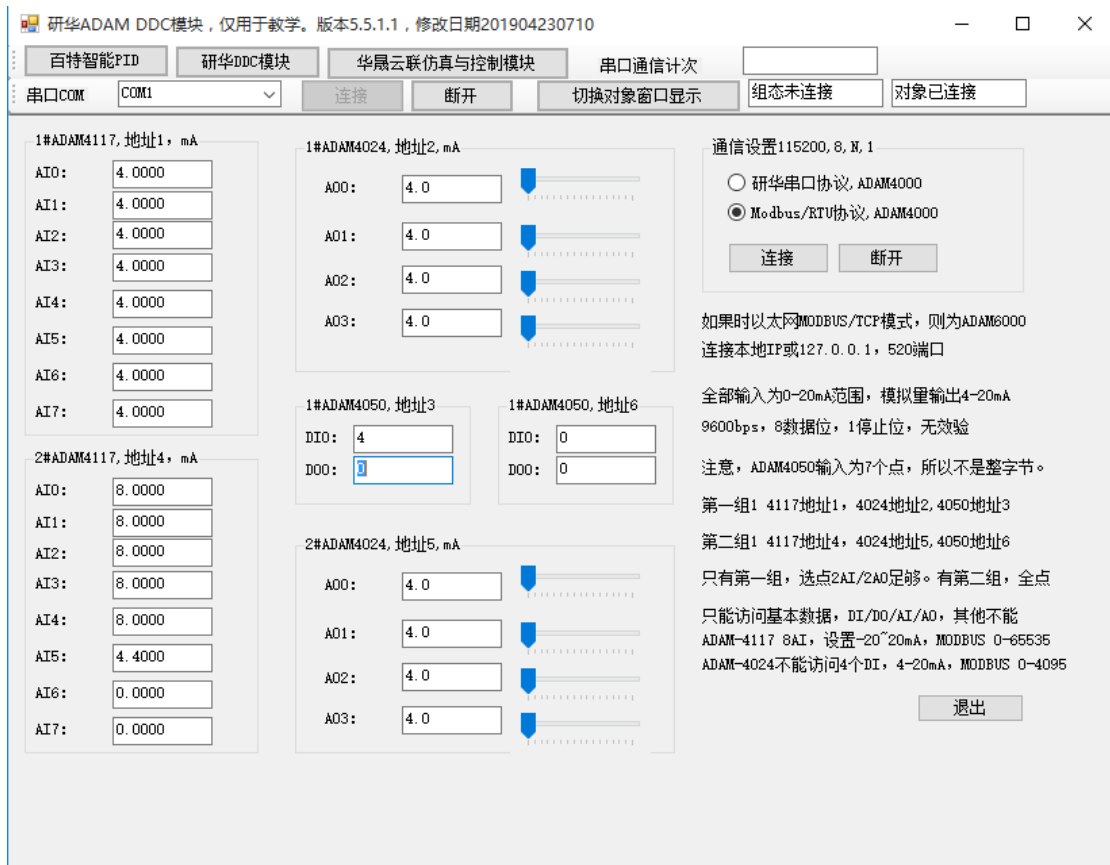 研华ADAM DDC模块，仅用于教学。版本5.5.1.1，修改日期201904230710
百特智能PID 研华DDC模块 华晟云联仿真与控制模块 串口通信计次
串口COM COM1 连接 断开 切换对象窗口显示 组态未连接 对象已连接
1#ADAM4117,地址1，mA
AI0: 4.0000
AI1: 4.0000
AI2: 4.0000
AI3: 4.0000
AI4: 4.0000
AI5: 4.0000
AI6: 4.0000
AI7: 4.0000
2#ADAM4117,地址4，mA
AI0: 8.0000
AI1: 8.0000
AI2: 8.0000
AI3: 8.0000
AI4: 8.0000
AI5: 4.4000
AI6: 0.0000
AI7: 0.0000
1#ADAM4024,地址2,mA
AO0: 4.0
AO1: 4.0
AO2: 4.0
AO3: 4.0
1#ADAM4050,地址3
DI0: 4
DO0: 0
1#ADAM4050,地址6
DI0: 0
DO0: 0
2#ADAM4024,地址5,mA
AO0: 4.0
AO1: 4.0
AO2: 4.0
AO3: 4.0
通信设置115200,8,N,1
研华串口协议,ADAM4000
Modbus/RTU协议,ADAM4000
连接 断开
如果时以太网MODBUS/TCP模式，则为ADAM6000
连接本地IP或127.0.0.1，520端口
全部输入为0-20mA范围，模拟量输出4-20mA
9600bps，8数据位，1停止位，无效验
注意，ADAM4050输入为7个点，所以不是整字节。
第一组1 4117地址1，4024地址2,4050地址3
第二组1 4117地址4，4024地址5,4050地址6
只有第一组，选点2AI/2AO足够。有第二组，全点
只能访问基本数据，DI/DO/AI/AO，其他不能
ADAM-4117 8AI，设置-20~20mA，MODBUS 0-65535
ADAM-4024不能访问4个DI，4-20mA，MODBUS 0-4095
退出